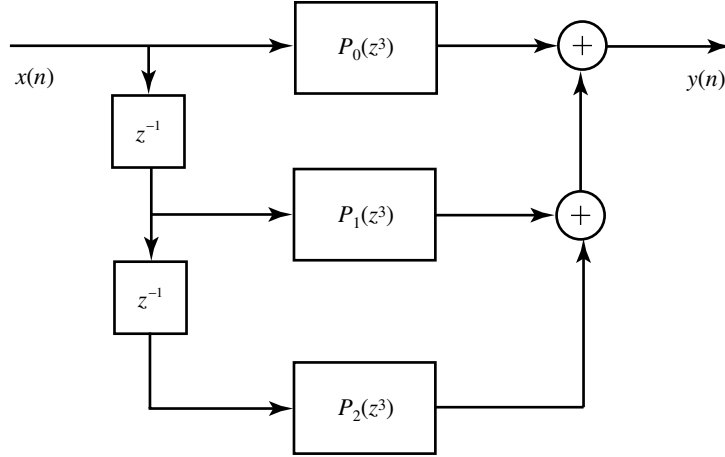 P₀(z³)
+
x(n)
y(n)
z⁻¹
P₁(z³)
+
z⁻¹
P₂(z³)